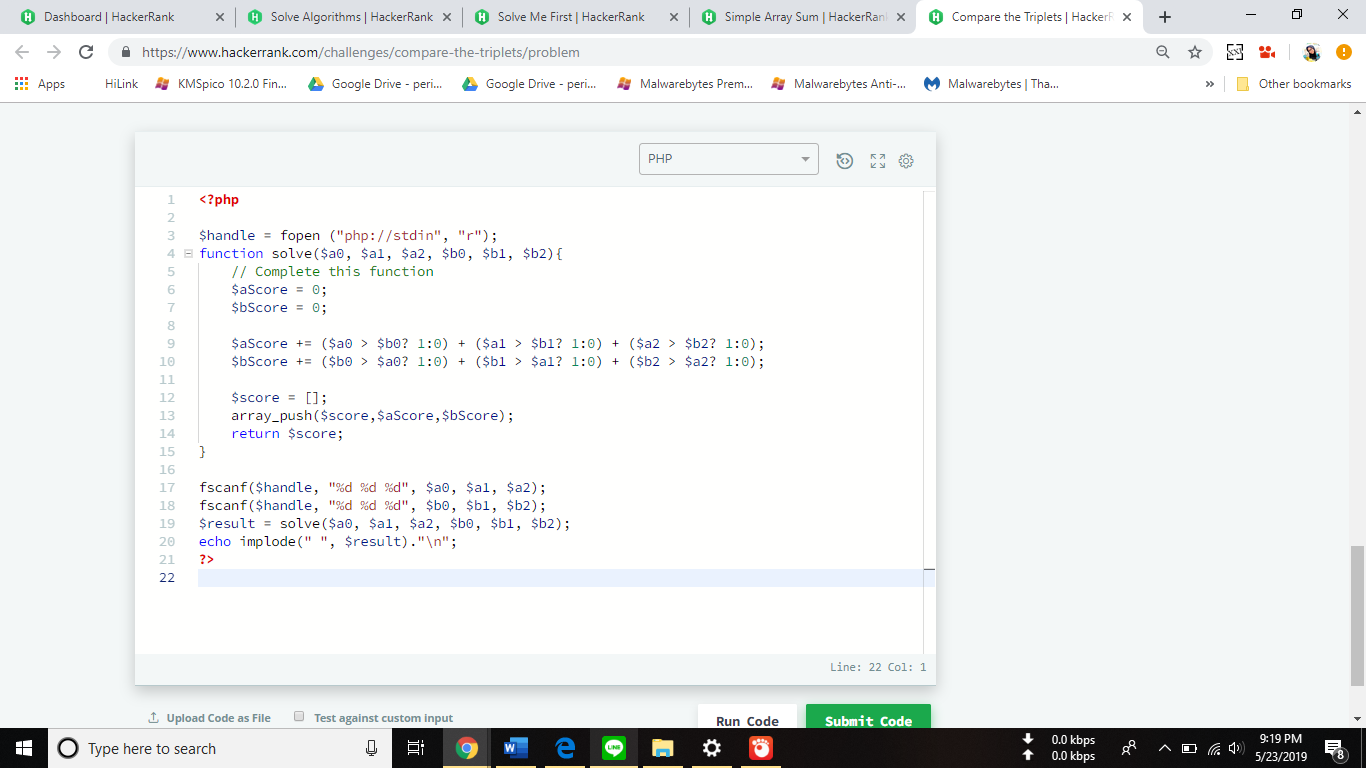 Dashboard | HackerRank
Solve Algorithms | HackerRank
Solve Me First | HackerRank
Simple Array Sum | HackerRan
Compare the Triplets | HackerR
https://www.hackerrank.com/challenges/compare-the-triplets/problem
Apps HiLink KMSpico 10.2.0 Fin... Google Drive - peri... Google Drive - peri... Malwarebytes Prem... Malwarebytes Anti-... Malwarebytes | Tha... » Other bookmarks
PHP
1 <?php
2
3 $handle = fopen ("php://stdin", "r");
4 function solve($a0, $a1, $a2, $b0, $b1, $b2){
5 // Complete this function
6 $aScore = 0;
7 $bScore = 0;
8
9 $aScore += ($a0 > $b0? 1:0) + ($a1 > $b1? 1:0) + ($a2 > $b2? 1:0);
10 $bScore += ($b0 > $a0? 1:0) + ($b1 > $a1? 1:0) + ($b2 > $a2? 1:0);
11
12 $score = [];
13 array_push($score,$aScore,$bScore);
14 return $score;
15 }
16
17 fscanf($handle, "%d %d %d", $a0, $a1, $a2);
18 fscanf($handle, "%d %d %d", $b0, $b1, $b2);
19 $result = solve($a0, $a1, $a2, $b0, $b1, $b2);
20 echo implode(" ", $result)."\n";
21 ?>
22
Line: 22 Col: 1
Upload Code as File Test against custom input
Run Code Submit Code
Type here to search
0.0 kbps
0.0 kbps
9:19 PM
5/23/2019
8